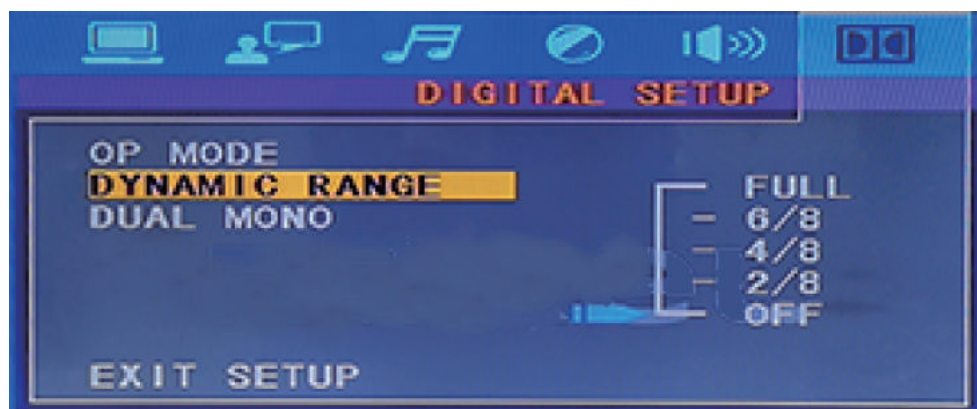 DIGITAL SETUP
OP MODE
DYNAMIC RANGE
DUAL MONO
FULL
6/8
4/8
2/8
OFF
EXIT SETUP